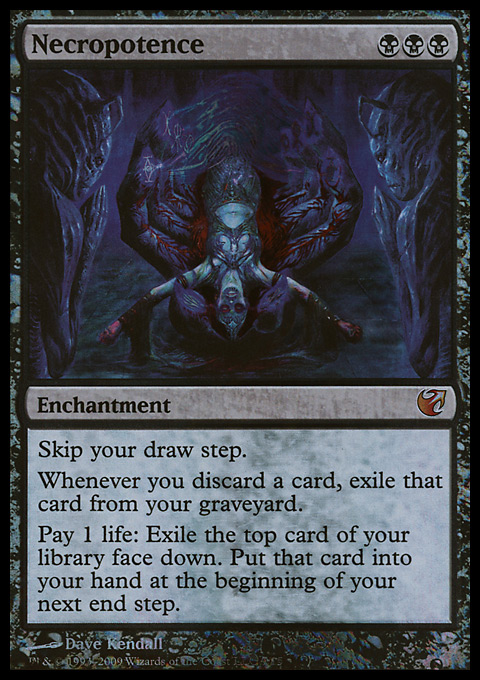 Necropotence
Enchantment
Skip your draw step.
Whenever you discard a card, exile that
card from your graveyard.
Pay 1 life: Exile the top card of your
library face down. Put that card into
your hand at the beginning of your
next end step.
Dave Kendall
™ & © 1993-2009 Wizards of the Coast